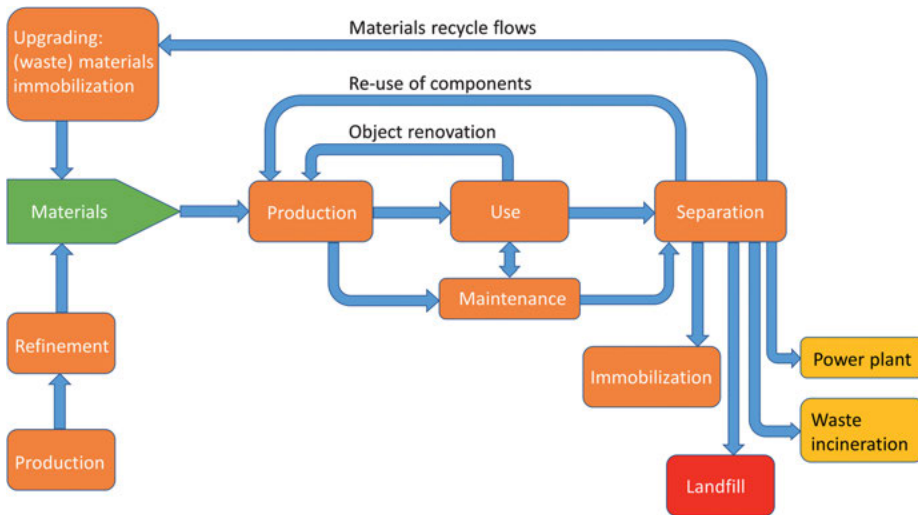 Upgrading:
(waste) materials
immobilization
Materials recycle flows
Re-use of components
Object renovation
Materials
Production
Use
Separation
Maintenance
Refinement
Immobilization
Power plant
Production
Waste
incineration
Landfill